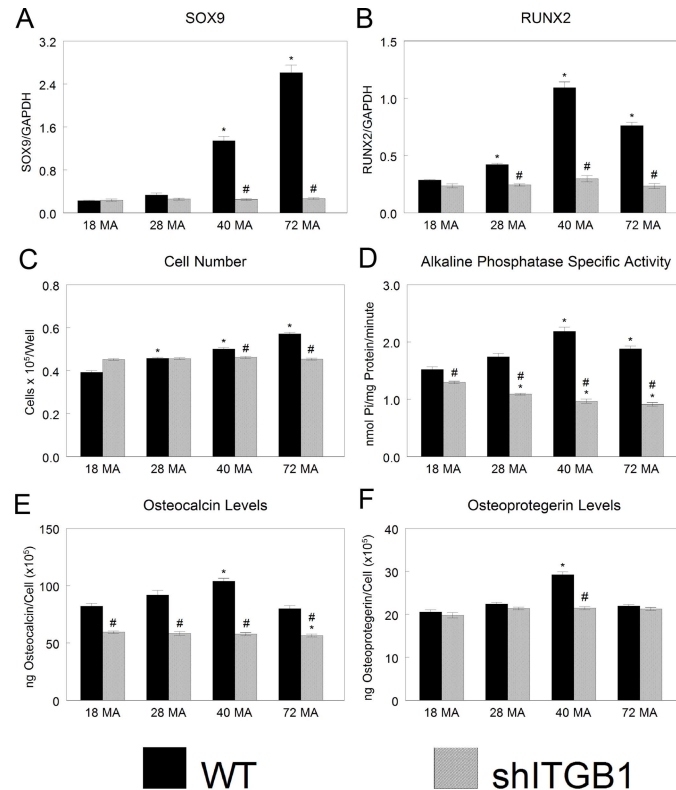 A
SOX9
SOX9/GAPDH
3.2
2.4
1.6
0.8
0.0
*
*
#
#
18 MA 28 MA 40 MA 72 MA
B
RUNX2
RUNX2/GAPDH
1.5
1.0
0.5
0.0
*
*
*
#
#
#
18 MA 28 MA 40 MA 72 MA
C
Cell Number
Cells x 10⁵/Well
0.8
0.6
0.4
0.2
0.0
*
*
*
#
#
18 MA 28 MA 40 MA 72 MA
D
Alkaline Phosphatase Specific Activity
nmol Pi/mg Protein/minute
3.0
2.0
1.0
0.0
*
*
#
#
*
#
*
#
*
18 MA 28 MA 40 MA 72 MA
E
Osteocalcin Levels
ng Osteocalcin/Cell (x10⁵)
150
100
50
0
*
#
#
#
#
*
18 MA 28 MA 40 MA 72 MA
F
Osteoprotegerin Levels
ng Osteoprotegerin/Cell (x10⁵)
40
30
20
10
0
*
#
18 MA 28 MA 40 MA 72 MA
WT
shITGB1